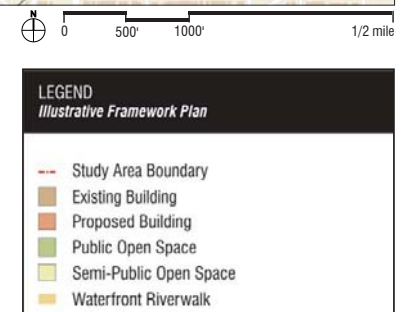 N
0 500' 1000' 1/2 mile
LEGEND
Illustrative Framework Plan
Study Area Boundary
Existing Building
Proposed Building
Public Open Space
Semi-Public Open Space
Waterfront Riverwalk